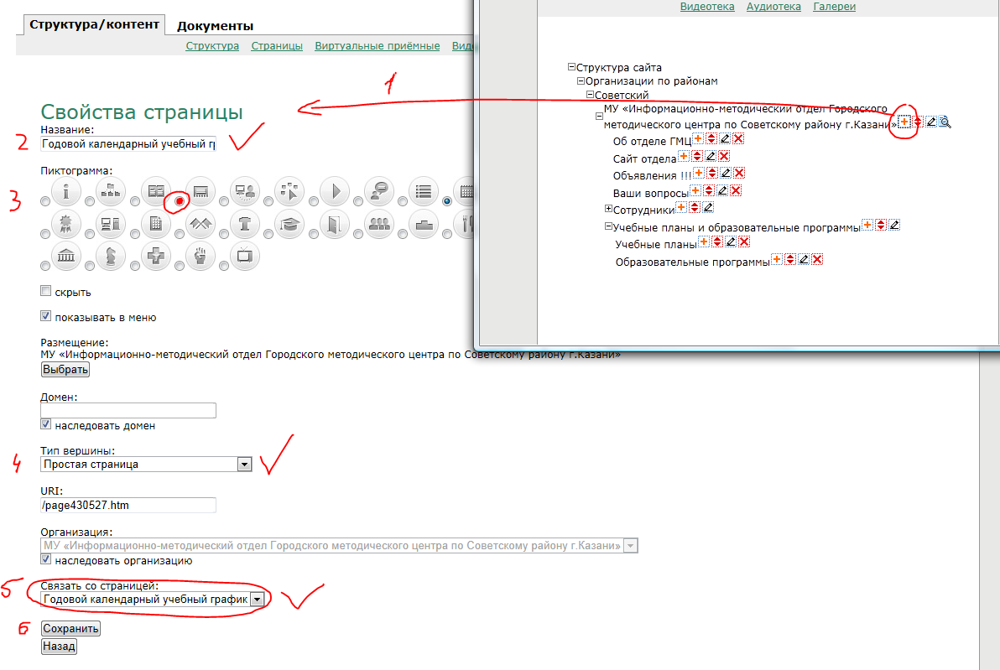 Структура/контент
Документы
Структура Страницы Виртуальные приёмные
Видеотека Аудиотека Галереи
1
Структура сайта
Организации по районам
Советский
МУ «Информационно-методический отдел Городского
методического центра по Советскому району г.Казани»
Об отделе ГМЦ
Сайт отдела
Объявления !!!
Ваши вопросы
Сотрудники
Учебные планы и образовательные программы
Учебные планы
Образовательные программы
Свойства страницы
2
Название:
Годовой календарный учебный гр
Пиктограмма:
3
скрыть
показывать в меню
Размещение:
МУ «Информационно-методический отдел Городского методического центра по Советскому району г.Казани»
Выбрать
Домен:
наследовать домен
4
Тип вершины:
Простая страница
URI:
/page430527.htm
Организация:
МУ «Информационно-методический отдел Городского методического центра по Советскому району г.Казани»
наследовать организацию
5
Связать со страницей:
Годовой календарный учебный график
6
Сохранить
Назад